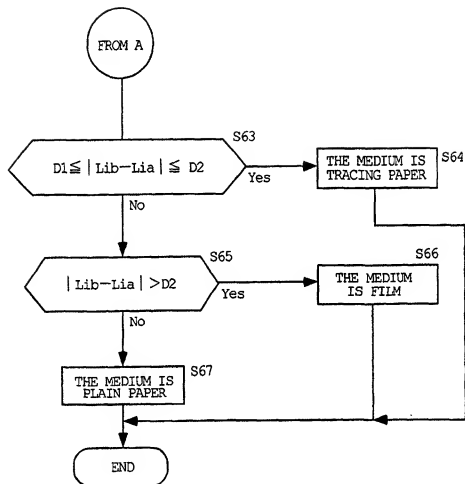 FROM A
S63
D1≦|Lib-Lia|≦ D2
Yes
S64
THE MEDIUM IS
TRACING PAPER
No
S65
|Lib-Lia|>D2
Yes
S66
THE MEDIUM
IS FILM
No
S67
THE MEDIUM IS
PLAIN PAPER
END